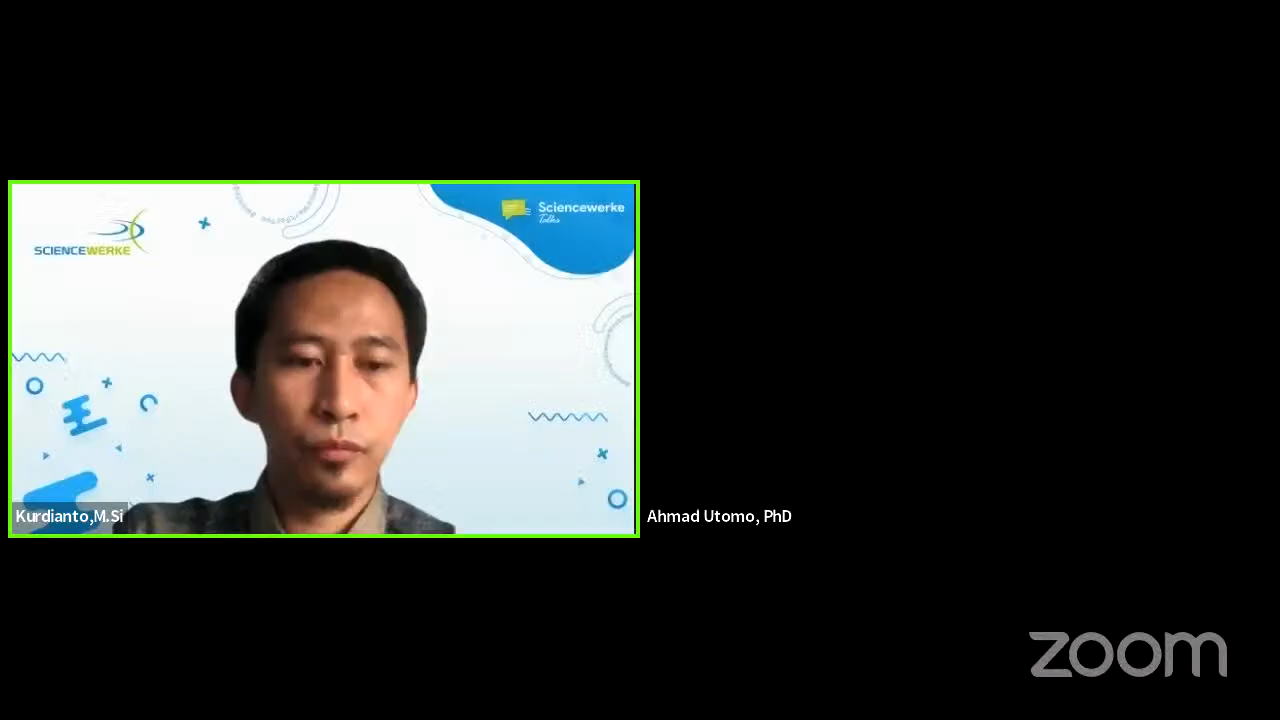 SCIENCEWERKE
Sciencewerke
Talks
Kurdianto,M.Si
Ahmad Utomo, PhD
zoom